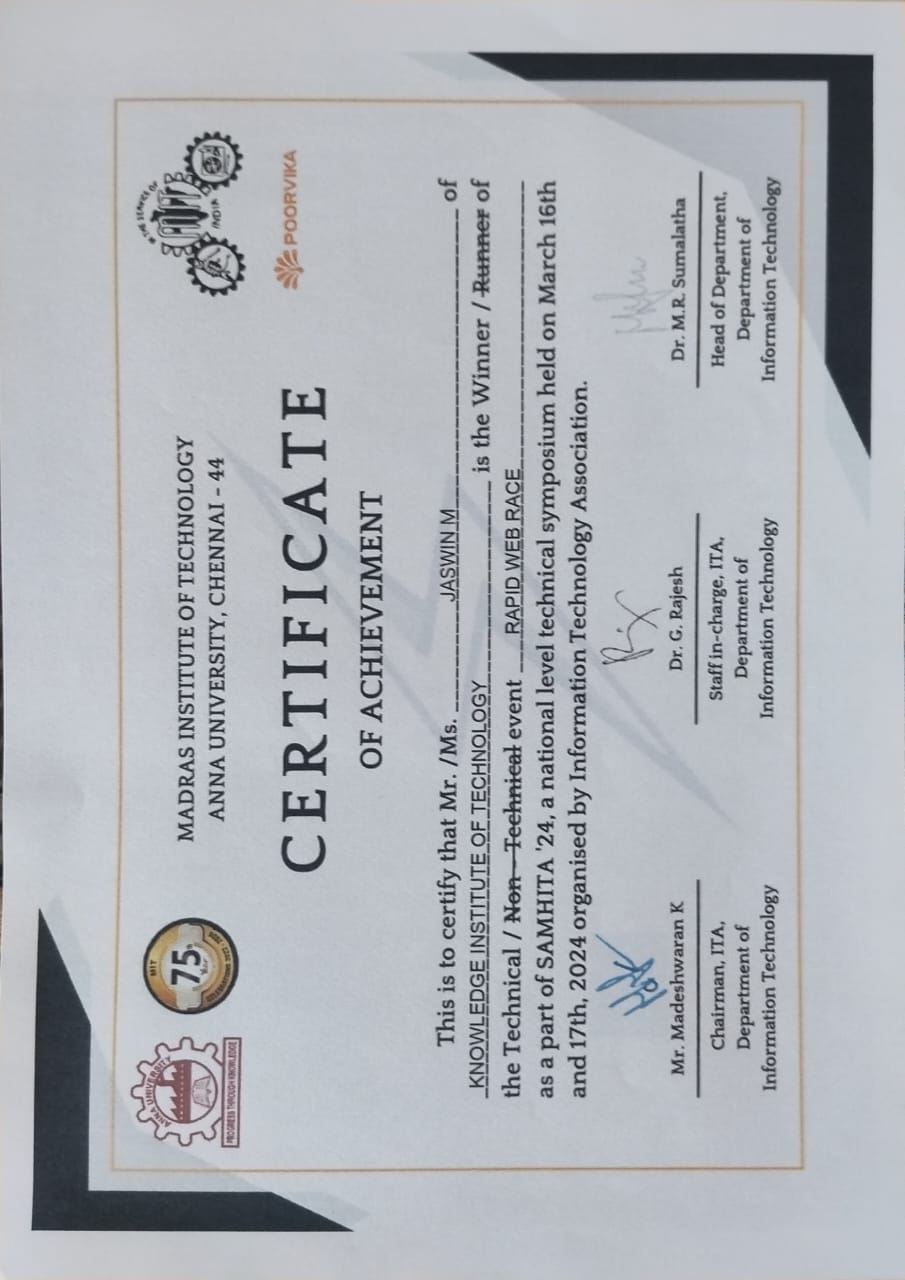 ANNA UNIVERSITY
PROGRESS THROUGH KNOWLEDGE
MIT
75
Year
CELEBRATIONS 2023 - 2024
MADRAS INSTITUTE OF TECHNOLOGY
ANNA UNIVERSITY, CHENNAI - 44
IN THE SERVICE OF
MIT
INDIA
POORVIKA
CERTIFICATE
OF ACHIEVEMENT
This is to certify that Mr. /Ms. JASWIN M of
KNOWLEDGE INSTITUTE OF TECHNOLOGY is the Winner / Runner of
the Technical / Non - Technical event RAPID WEB RACE
as a part of SAMHITA '24, a national level technical symposium held on March 16th
and 17th, 2024 organised by Information Technology Association.
Mr. Madeshwaran K
Chairman, ITA,
Department of
Information Technology
Dr. G. Rajesh
Staff in-charge, ITA,
Department of
Information Technology
Dr. M.R. Sumalatha
Head of Department,
Department of
Information Technology